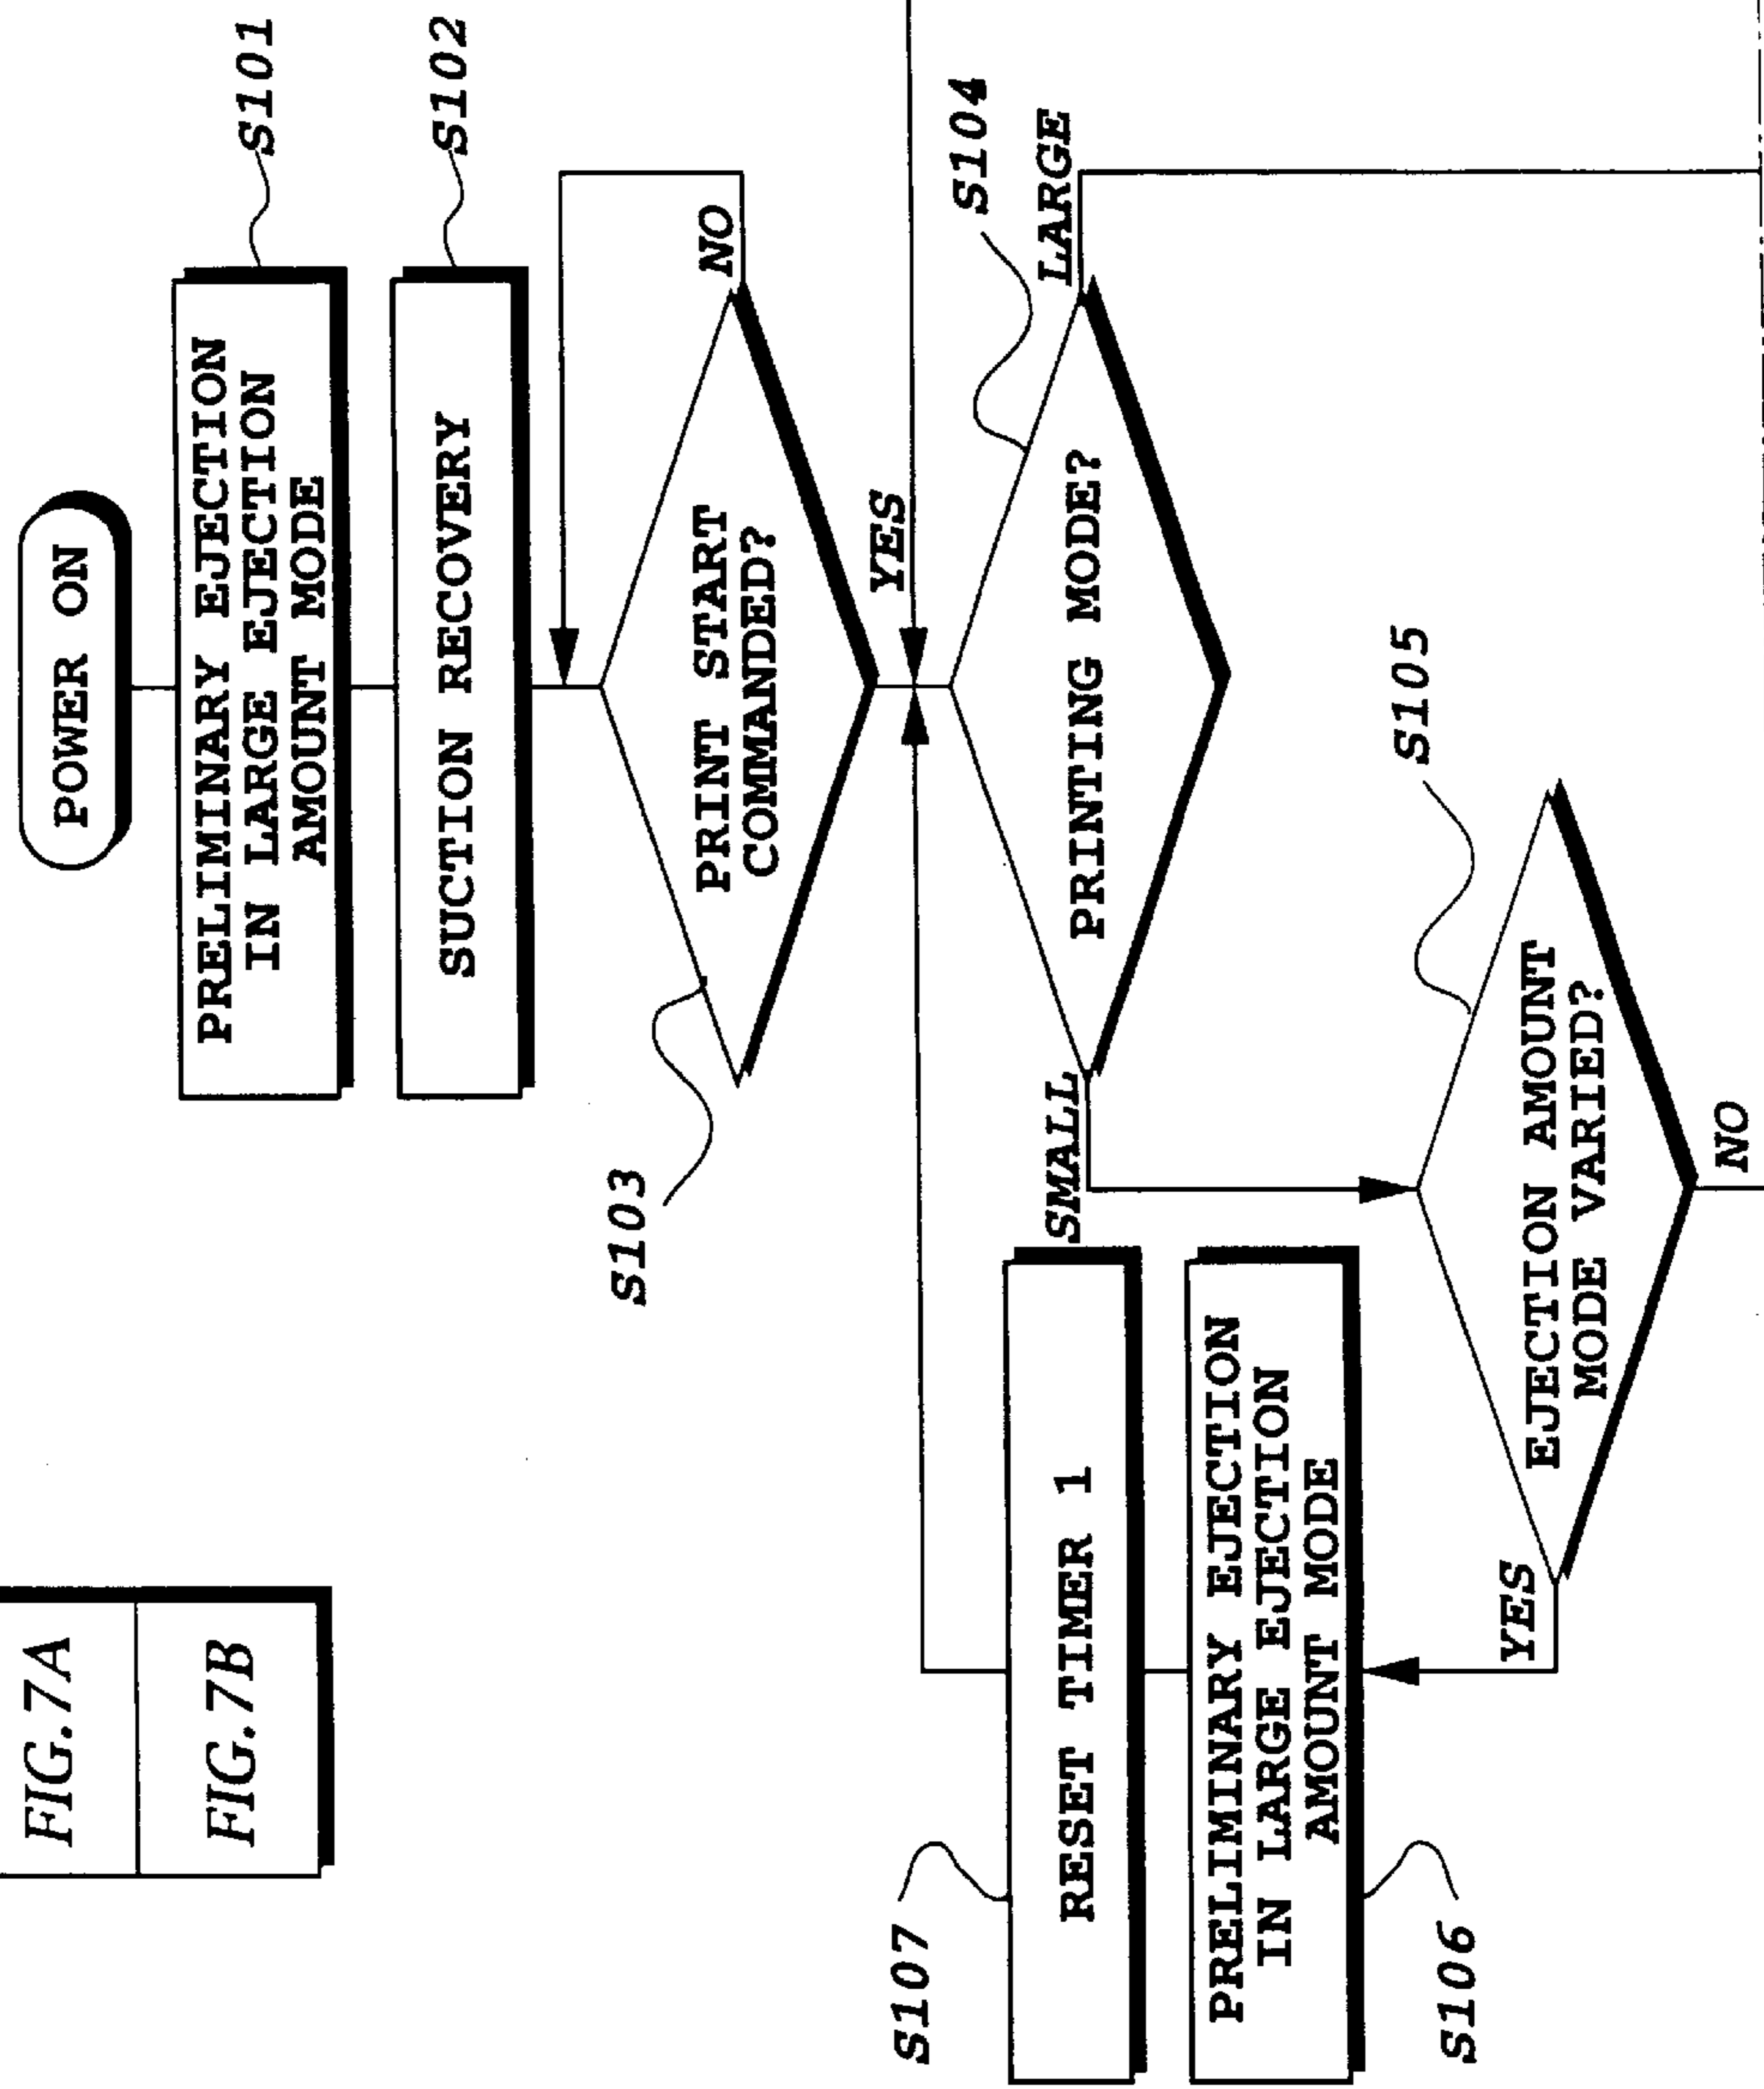 FIG.7A
FIG.7B
POWER ON
PRELIMINARY EJECTION
IN LARGE EJECTION
AMOUNT MODE
S101
SUCTION RECOVERY
S102
S103
PRINT START
COMMANDED?
NO
YES
S104
PRINTING MODE?
SMALL
LARGE
S107
RESET TIMER 1
PRELIMINARY EJECTION
IN LARGE EJECTION
AMOUNT MODE
S106
S105
EJECTION AMOUNT
MODE VARIED?
YES
NO